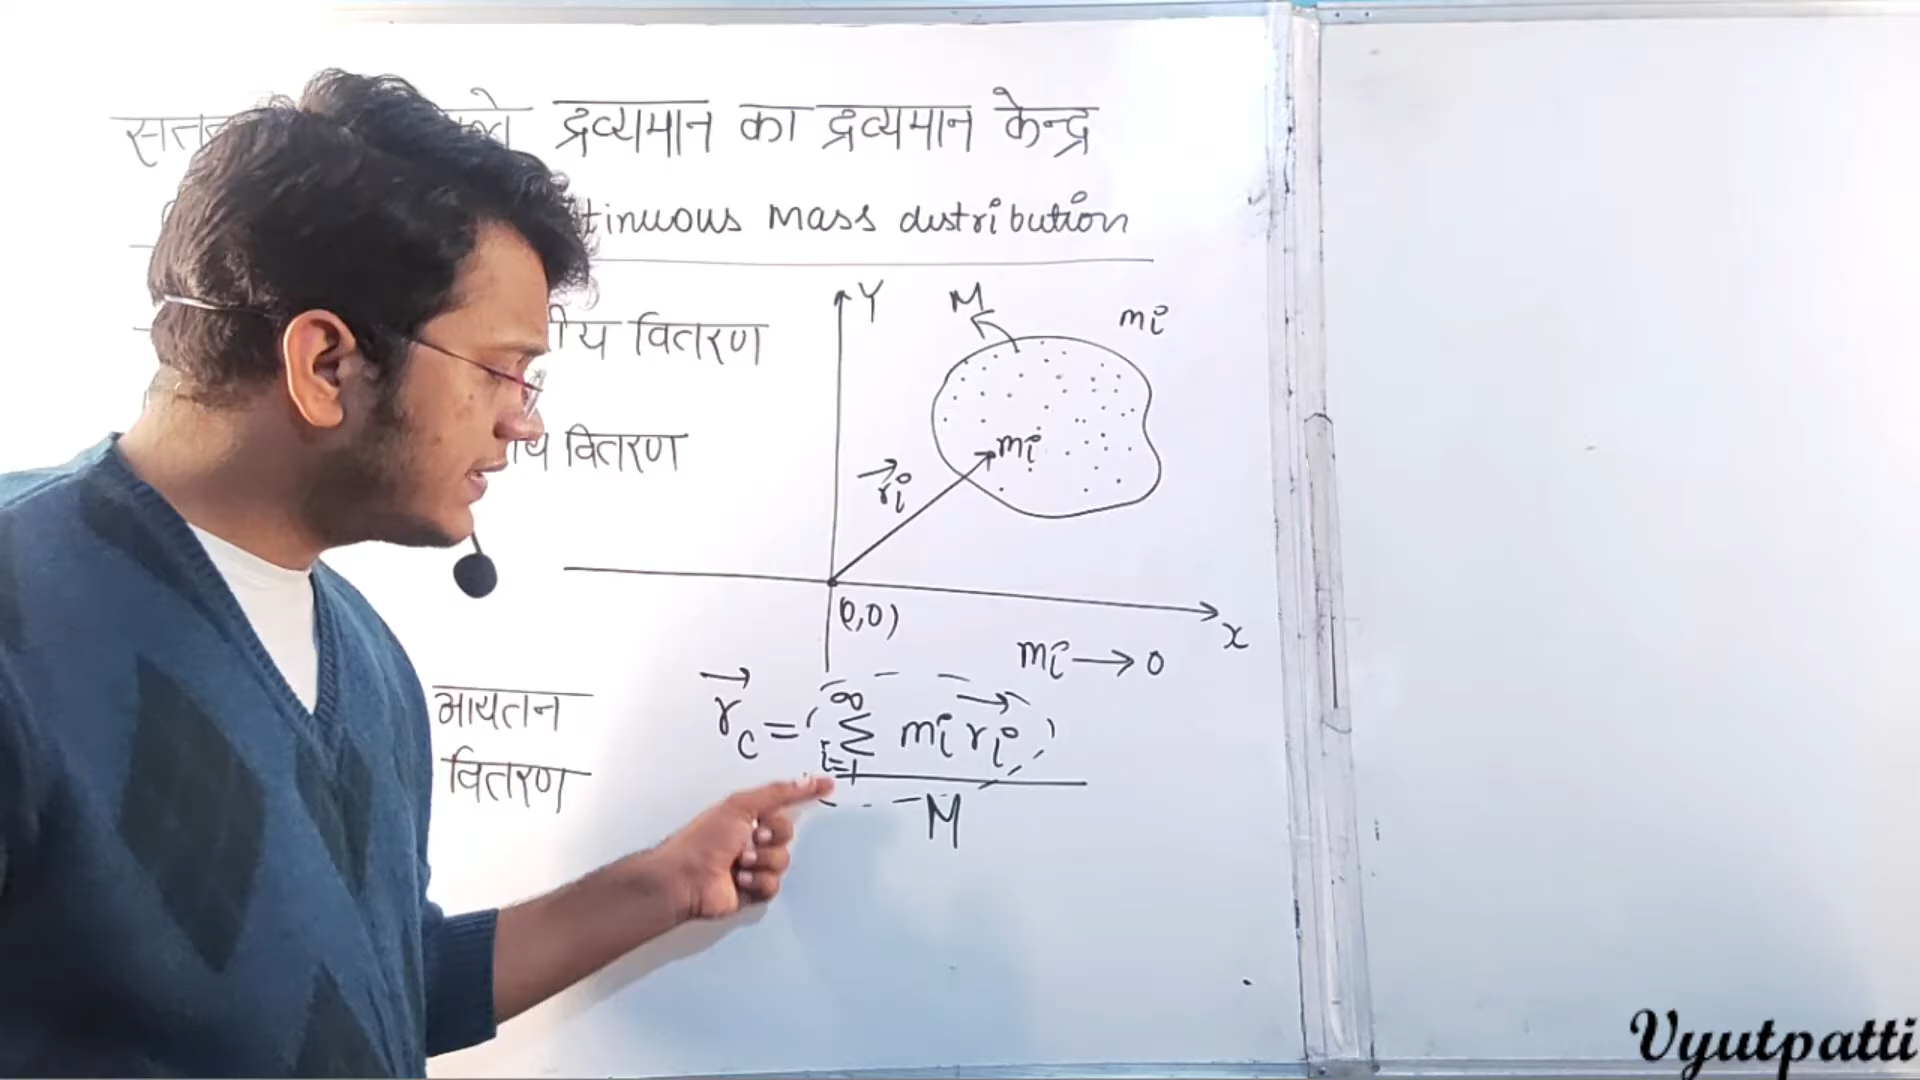 द्रव्यमान का द्रव्यमान केन्द्र
mass distribution
Y
M
mi
वितरण
mi
वितरण
ri
(0,0)
x
mi → 0
आयतन
वितरण
rc = ∞ Σ i=1 mi ri
M
Vyutpatti